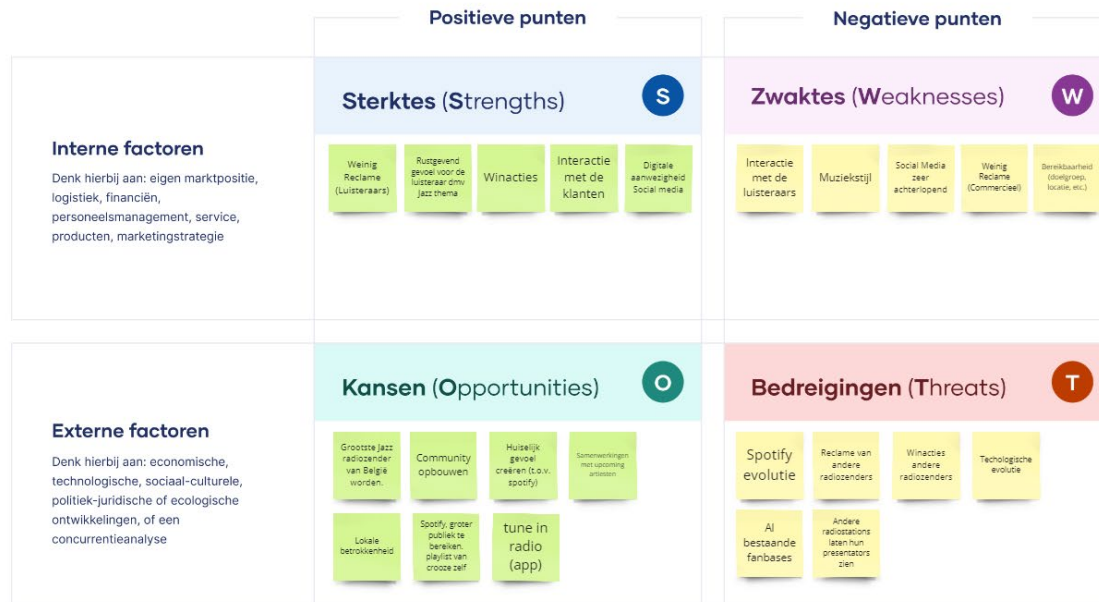 Positieve punten
Negatieve punten
Interne factoren
Denk hierbij aan: eigen marktpositie,
logistiek, financiën,
personeelsmanagement, service,
producten, marketingstrategie
Sterktes (Strengths)
S
Weinig
Reclame
(Luisteraars)
Rustgevend
gevoel voor de
luisteraar dmv
Jazz thema
Winacties
Interactie
met de
klanten
Digitale
aanwezigheid
Social media
Zwaktes (Weaknesses)
W
Interactie
met de
luisteraars
Muziekstijl
Social Media
zeer
achterlopend
Weinig
Reclame
(Commercieel)
Bereikbaarheid
(doelgroep,
locatie, etc.)
Externe factoren
Denk hierbij aan: economische,
technologische, sociaal-culturele,
politiek-juridische of ecologische
ontwikkelingen, of een
concurrentieanalyse
Kansen (Opportunities)
O
Grootste Jazz
radiozender
van België
worden.
Community
opbouwen
Huiselijk
gevoel
creëren (t.o.v.
spotify)
Samenwerkingen
met upcoming
artiesten
Lokale
betrokkenheid
Spotify, groter
publiek te
bereiken,
playlist van
crooze zelf
tune in
radio
(app)
Bedreigingen (Threats)
T
Spotify
evolutie
Reclame van
andere
radiozenders
Winacties
andere
radiozenders
Techologische
evolutie
Al
bestaande
fanbases
Andere
radiostations
laten hun
presentators
zien